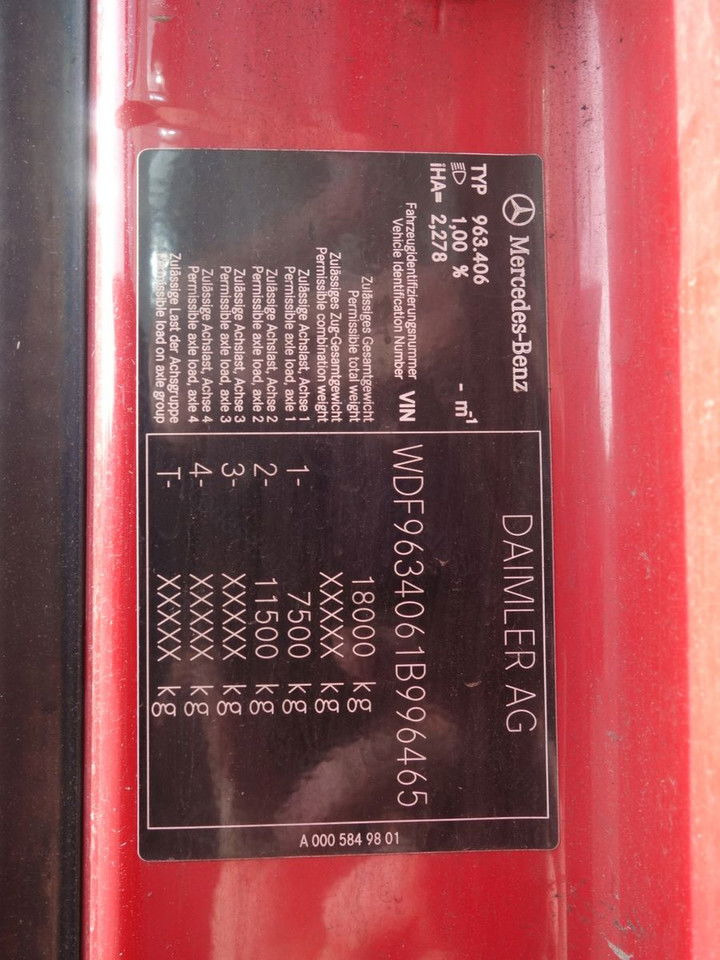 Mercedes-Benz
DAIMLER AG
TYP 963.406
1,00 % - m⁻¹
iHA= 2,278
Fahrzeugidentifizierungsnummer
Vehicle Identification Number VIN WDF9634061B996465
Zulässiges Gesamtgewicht
Permissible total weight 18000 kg
Zulässiges Zug-Gesamtgewicht
Permissible combination weight XXXXX kg
Zulässige Achslast, Achse 1
Permissible axle load, axle 1 1- 7500 kg
Zulässige Achslast, Achse 2
Permissible axle load, axle 2 2- 11500 kg
Zulässige Achslast, Achse 3
Permissible axle load, axle 3 3- XXXXX kg
Zulässige Achslast, Achse 4
Permissible axle load, axle 4 4- XXXXX kg
Zulässige Last der Achsgruppe
Permissible load on axle group T- XXXXX kg
A 000 584 98 01